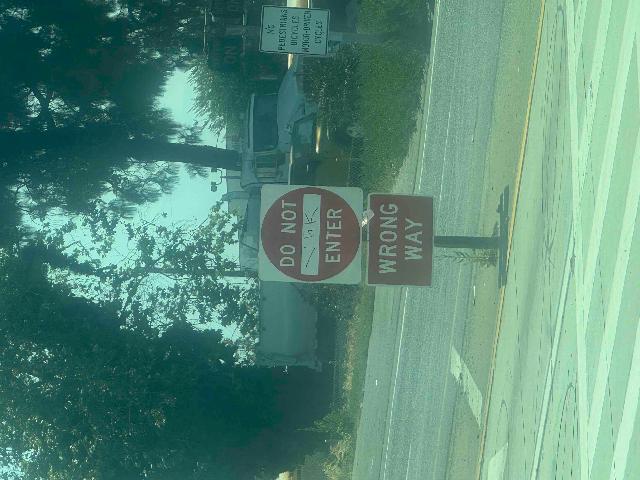 NO
PEDESTRIANS
BICYCLES
MOTOR-DRIVEN
CYCLES
DO NOT
ENTER
WRONG
WAY